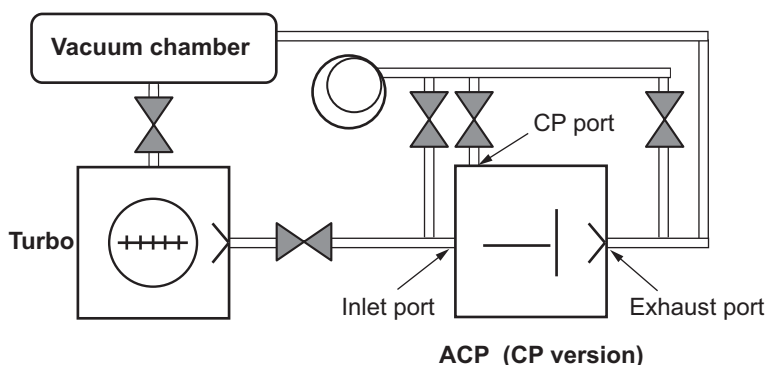 Vacuum chamber
CP port
Turbo
Inlet port
Exhaust port
ACP (CP version)